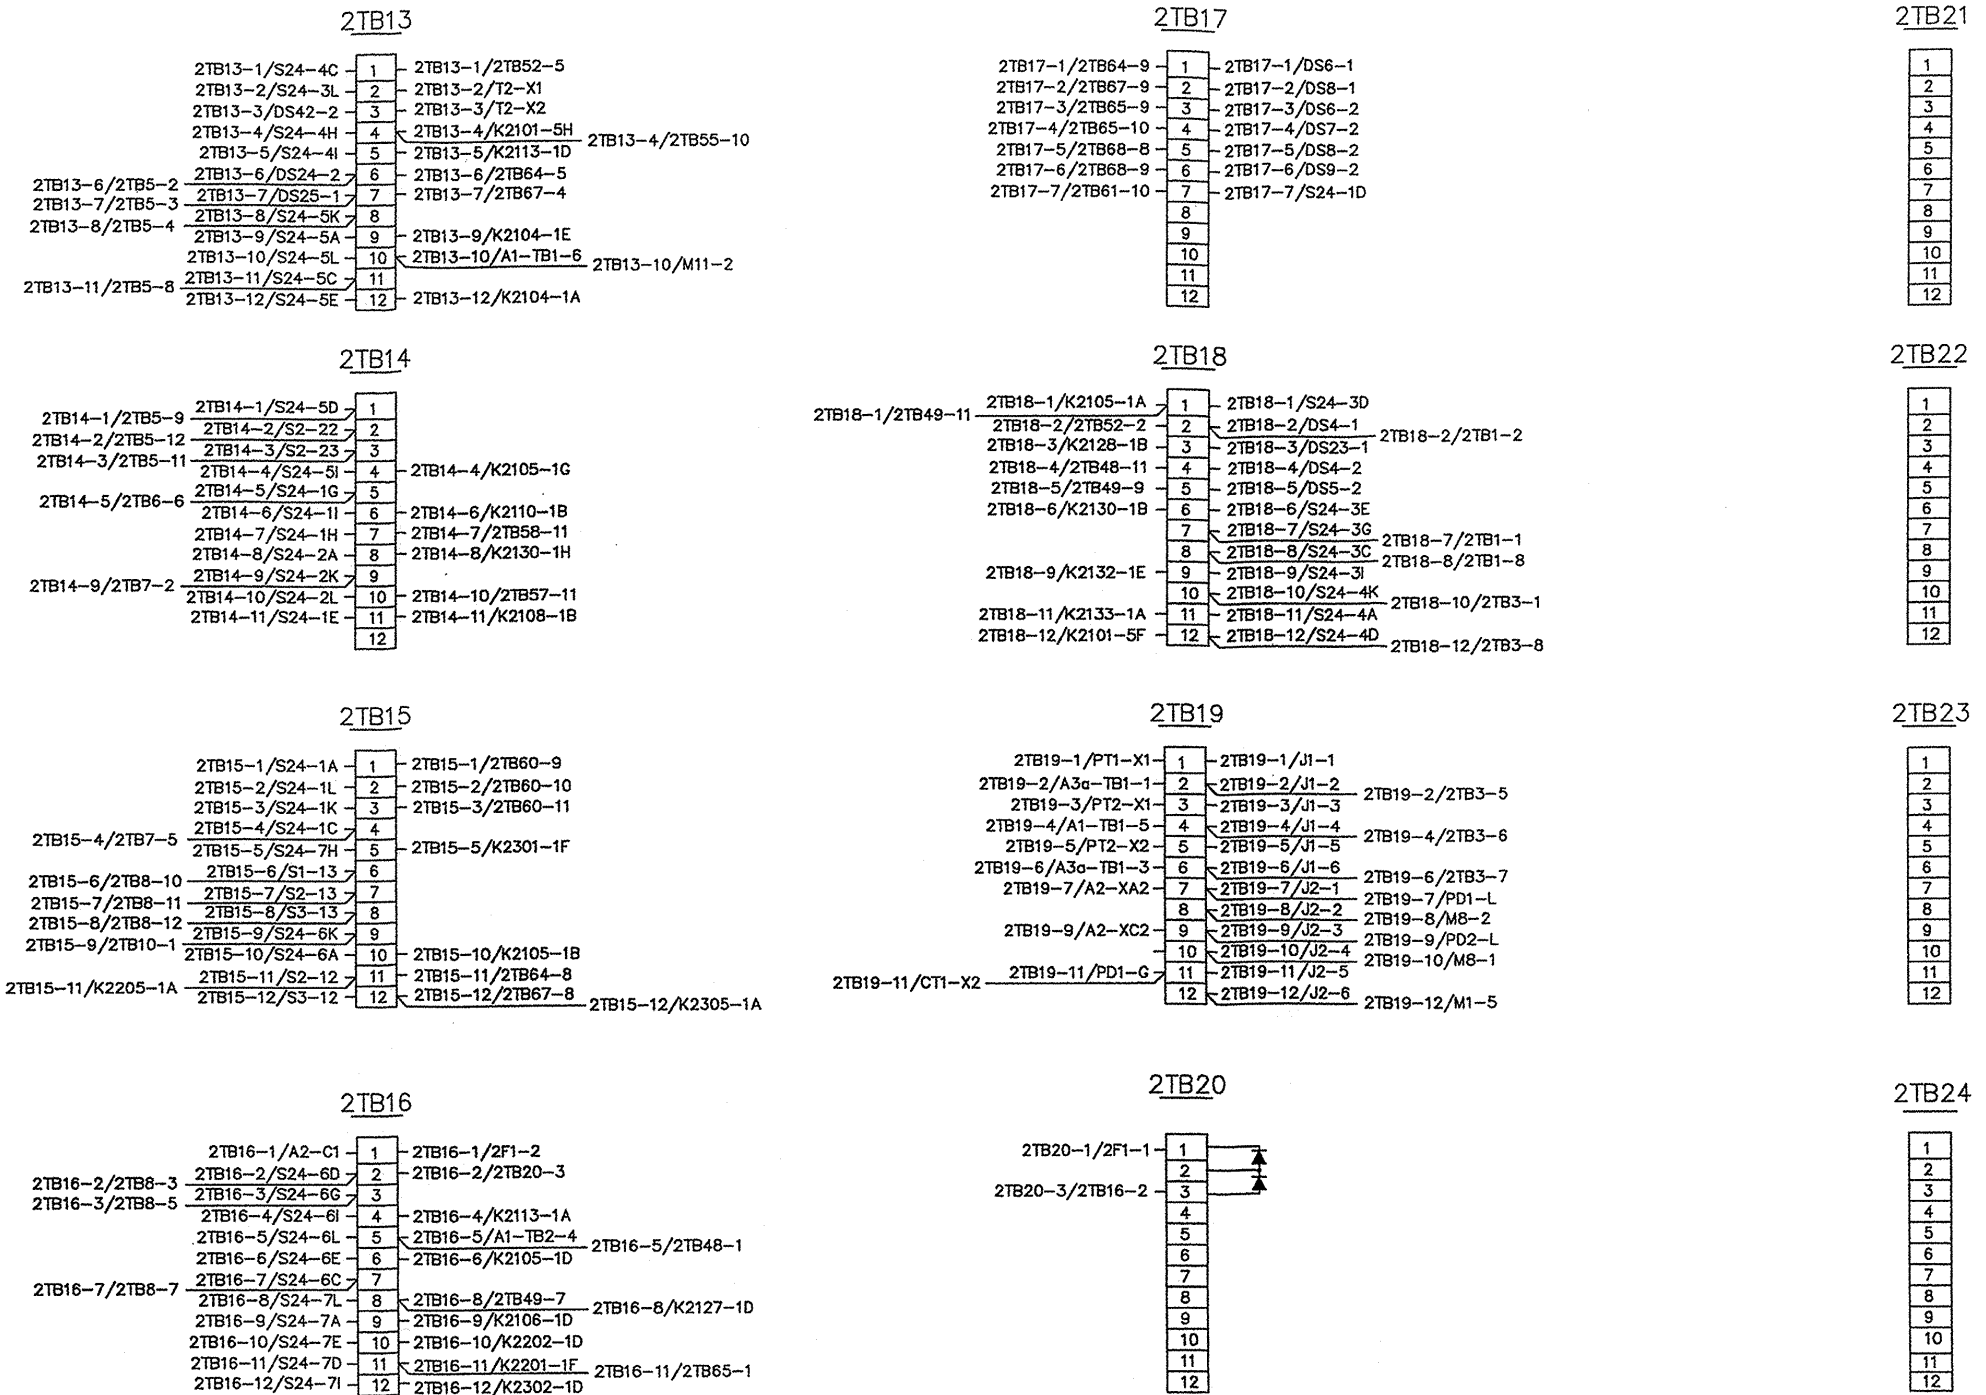 2TB13
2TB13-1/S24-4C 1 2TB13-1/2TB52-5
2TB13-2/S24-3L 2 2TB13-2/T2-X1
2TB13-3/DS42-2 3 2TB13-3/T2-X2
2TB13-4/S24-4H 4 2TB13-4/K2101-5H 2TB13-4/2TB55-10
2TB13-5/S24-4I 5 2TB13-5/K2113-1D
2TB13-6/2TB5-2 2TB13-6/DS24-2 6 2TB13-6/2TB64-5
2TB13-7/2TB5-3 2TB13-7/DS25-1 7 2TB13-7/2TB67-4
2TB13-8/2TB5-4 2TB13-8/S24-5K 8
2TB13-9/S24-5A 9 2TB13-9/K2104-1E
2TB13-10/S24-5L 10 2TB13-10/A1-TB1-6 2TB13-10/M11-2
2TB13-11/2TB5-8 2TB13-11/S24-5C 11
2TB13-12/S24-5E 12 2TB13-12/K2104-1A
2TB14
2TB14-1/2TB5-9 2TB14-1/S24-5D 1
2TB14-2/2TB5-12 2TB14-2/S2-22 2
2TB14-3/2TB5-11 2TB14-3/S2-23 3
2TB14-4/S24-5I 4 2TB14-4/K2105-1G
2TB14-5/2TB6-6 2TB14-5/S24-1G 5
2TB14-6/S24-1I 6 2TB14-6/K2110-1B
2TB14-7/S24-1H 7 2TB14-7/2TB58-11
2TB14-8/S24-2A 8 2TB14-8/K2130-1H
2TB14-9/2TB7-2 2TB14-9/S24-2K 9
2TB14-10/S24-2L 10 2TB14-10/2TB57-11
2TB14-11/S24-1E 11 2TB14-11/K2108-1B
12
2TB15
2TB15-1/S24-1A 1 2TB15-1/2TB60-9
2TB15-2/S24-1L 2 2TB15-2/2TB60-10
2TB15-3/S24-1K 3 2TB15-3/2TB60-11
2TB15-4/2TB7-5 2TB15-4/S24-1C 4
2TB15-5/S24-7H 5 2TB15-5/K2301-1F
2TB15-6/2TB8-10 2TB15-6/S1-13 6
2TB15-7/2TB8-11 2TB15-7/S2-13 7
2TB15-8/2TB8-12 2TB15-8/S3-13 8
2TB15-9/2TB10-1 2TB15-9/S24-6K 9
2TB15-10/S24-6A 10 2TB15-10/K2105-1B
2TB15-11/K2205-1A 2TB15-11/S2-12 11 2TB15-11/2TB64-8
2TB15-12/S3-12 12 2TB15-12/2TB67-8 2TB15-12/K2305-1A
2TB16
2TB16-1/A2-C1 1 2TB16-1/2F1-2
2TB16-2/2TB8-3 2TB16-2/S24-6D 2 2TB16-2/2TB20-3
2TB16-3/2TB8-5 2TB16-3/S24-6G 3
2TB16-4/S24-6I 4 2TB16-4/K2113-1A
2TB16-5/S24-6L 5 2TB16-5/A1-TB2-4 2TB16-5/2TB48-1
2TB16-6/S24-6E 6 2TB16-6/K2105-1D
2TB16-7/2TB8-7 2TB16-7/S24-6C 7
2TB16-8/S24-7L 8 2TB16-8/2TB49-7 2TB16-8/K2127-1D
2TB16-9/S24-7A 9 2TB16-9/K2106-1D
2TB16-10/S24-7E 10 2TB16-10/K2202-1D
2TB16-11/S24-7D 11 2TB16-11/K2201-1F 2TB16-11/2TB65-1
2TB16-12/S24-7I 12 2TB16-12/K2302-1D
2TB17
2TB17-1/2TB64-9 1 2TB17-1/DS6-1
2TB17-2/2TB67-9 2 2TB17-2/DS8-1
2TB17-3/2TB65-9 3 2TB17-3/DS6-2
2TB17-4/2TB65-10 4 2TB17-4/DS7-2
2TB17-5/2TB68-8 5 2TB17-5/DS8-2
2TB17-6/2TB68-9 6 2TB17-6/DS9-2
2TB17-7/2TB61-10 7 2TB17-7/S24-1D
8
9
10
11
12
2TB18
2TB18-1/2TB49-11 2TB18-1/K2105-1A 1 2TB18-1/S24-3D
2TB18-2/2TB52-2 2 2TB18-2/DS4-1 2TB18-2/2TB1-2
2TB18-3/K2128-1B 3 2TB18-3/DS23-1
2TB18-4/2TB48-11 4 2TB18-4/DS4-2
2TB18-5/2TB49-9 5 2TB18-5/DS5-2
2TB18-6/K2130-1B 6 2TB18-6/S24-3E
7 2TB18-7/S24-3G 2TB18-7/2TB1-1
8 2TB18-8/S24-3C 2TB18-8/2TB1-8
2TB18-9/K2132-1E 9 2TB18-9/S24-3I
10 2TB18-10/S24-4K 2TB18-10/2TB3-1
2TB18-11/K2133-1A 11 2TB18-11/S24-4A
2TB18-12/K2101-5F 12 2TB18-12/S24-4D 2TB18-12/2TB3-8
2TB19
2TB19-1/PT1-X1 1 2TB19-1/J1-1
2TB19-2/A3a-TB1-1 2 2TB19-2/J1-2 2TB19-2/2TB3-5
2TB19-3/PT2-X1 3 2TB19-3/J1-3
2TB19-4/A1-TB1-5 4 2TB19-4/J1-4 2TB19-4/2TB3-6
2TB19-5/PT2-X2 5 2TB19-5/J1-5
2TB19-6/A3a-TB1-3 6 2TB19-6/J1-6 2TB19-6/2TB3-7
2TB19-7/A2-XA2 7 2TB19-7/J2-1 2TB19-7/PD1-L
8 2TB19-8/J2-2 2TB19-8/M8-2
2TB19-9/A2-XC2 9 2TB19-9/J2-3 2TB19-9/PD2-L
10 2TB19-10/J2-4 2TB19-10/M8-1
2TB19-11/CT1-X2 2TB19-11/PD1-G 11 2TB19-11/J2-5
12 2TB19-12/J2-6 2TB19-12/M1-5
2TB20
2TB20-1/2F1-1 1
2
2TB20-3/2TB16-2 3
4
5
6
7
8
9
10
11
12
2TB21
1
2
3
4
5
6
7
8
9
10
11
12
2TB22
1
2
3
4
5
6
7
8
9
10
11
12
2TB23
1
2
3
4
5
6
7
8
9
10
11
12
2TB24
1
2
3
4
5
6
7
8
9
10
11
12